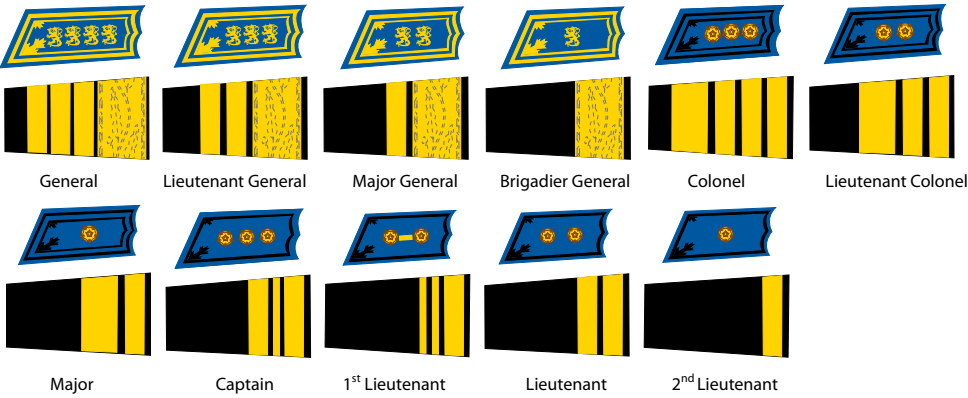 General Lieutenant General Major General Brigadier General Colonel Lieutenant Colonel
Major Captain 1st Lieutenant Lieutenant 2nd Lieutenant